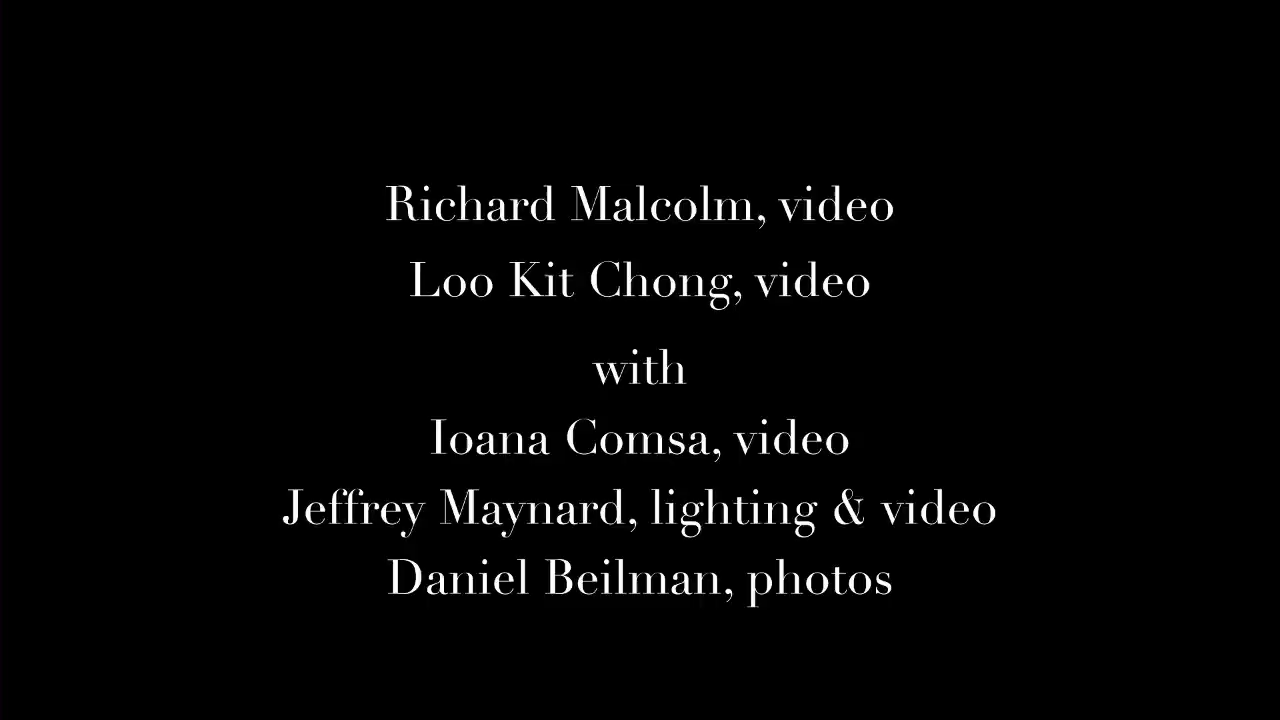 Richard Malcolm, video
Loo Kit Chong, video
with
Ioana Comsa, video
Jeffrey Maynard, lighting & video
Daniel Beilman, photos